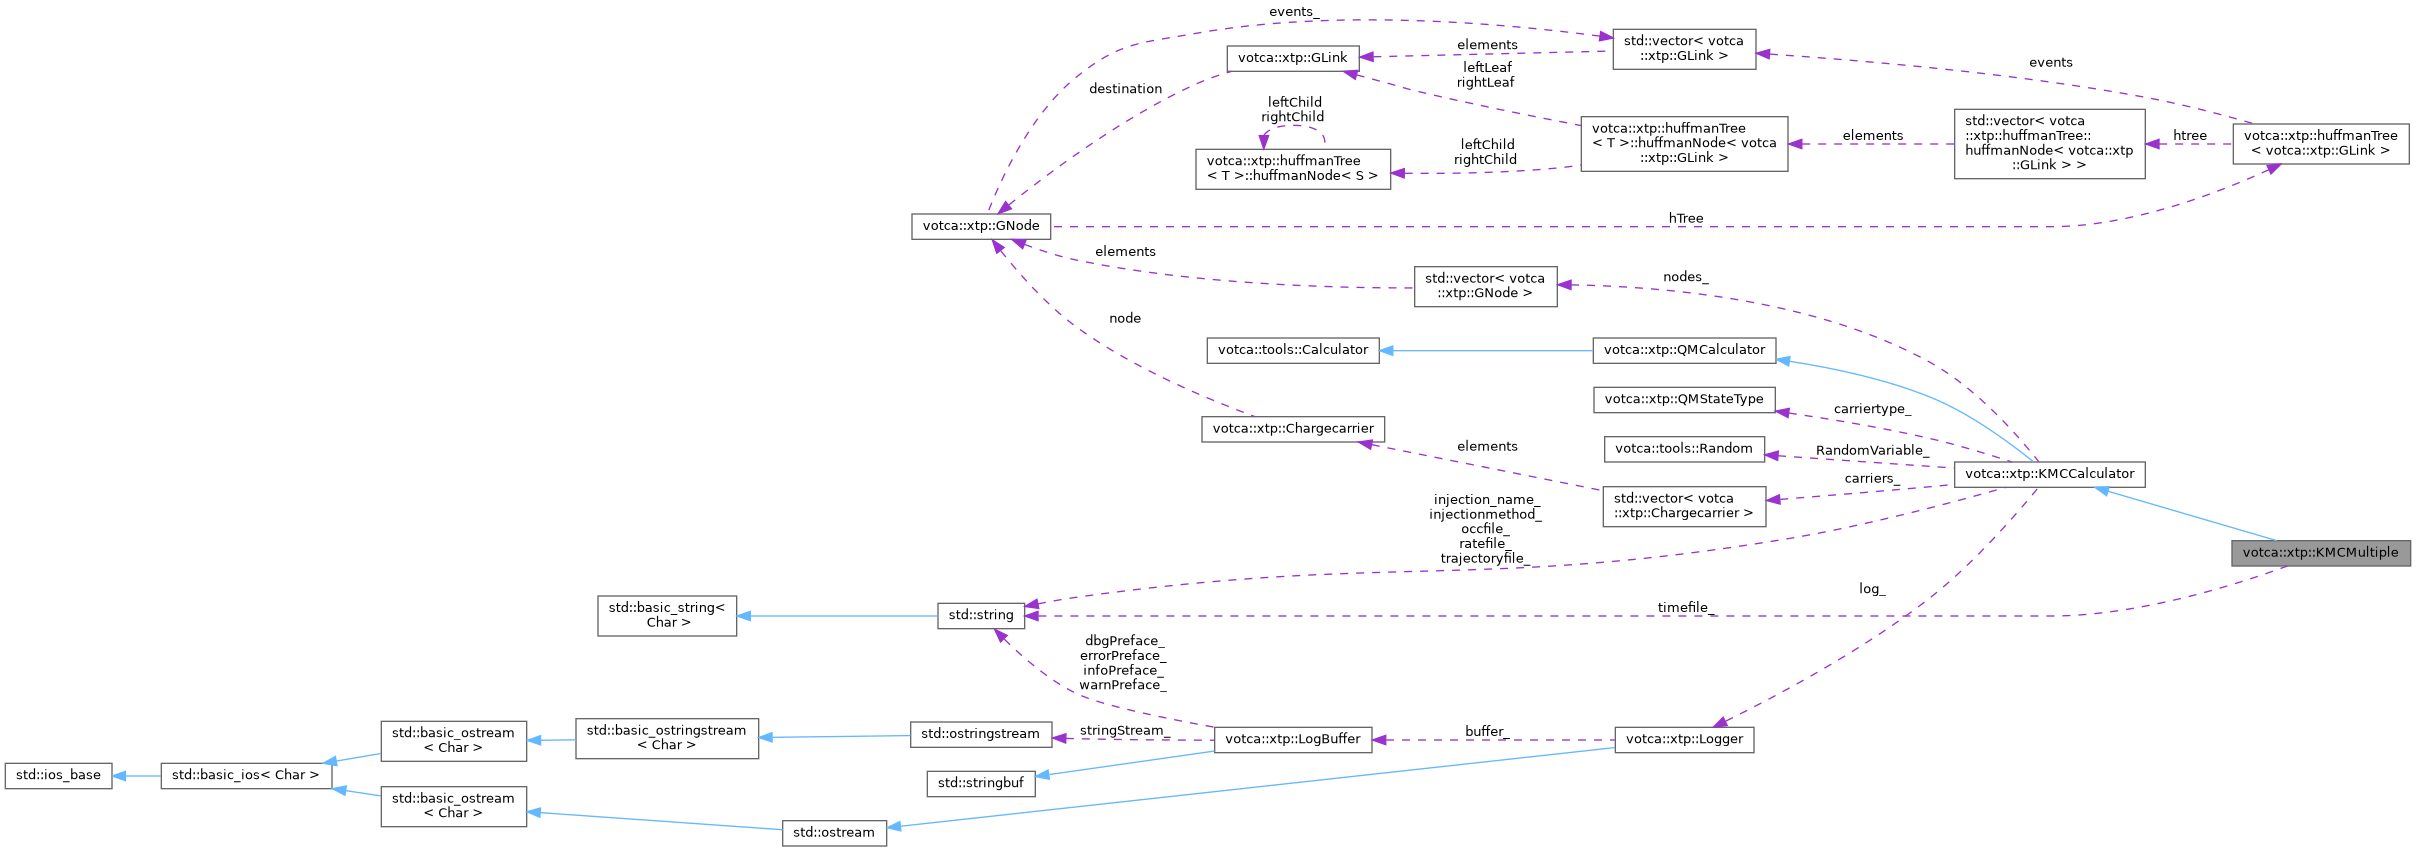 events_
std::vector< votca
::xtp::GLink >
elements
votca::xtp::GLink
leftLeaf
rightLeaf
events
destination
leftChild
rightChild
votca::xtp::huffmanTree
< T >::huffmanNode< S >
leftChild
rightChild
votca::xtp::huffmanTree
< T >::huffmanNode< votca
::xtp::GLink >
elements
std::vector< votca
::xtp::huffmanTree::
huffmanNode< votca::xtp
::GLink > >
htree
votca::xtp::huffmanTree
< votca::xtp::GLink >
votca::xtp::GNode
hTree
elements
std::vector< votca
::xtp::GNode >
nodes_
node
votca::tools::Calculator
votca::xtp::QMCalculator
votca::xtp::QMStateType
carriertype_
votca::xtp::Chargecarrier
votca::tools::Random
RandomVariable_
elements
votca::xtp::KMCCalculator
carriers_
std::vector< votca
::xtp::Chargecarrier >
injection_name_
injectionmethod_
occfile_
ratefile_
trajectoryfile_
votca::xtp::KMCMultiple
log_
timefile_
std::basic_string<
Char >
std::string
dbgPreface_
errorPreface_
infoPreface_
warnPreface_
std::basic_ostream
< Char >
std::basic_ostringstream
< Char >
std::ostringstream
stringStream_
votca::xtp::LogBuffer
buffer_
votca::xtp::Logger
std::ios_base
std::basic_ios< Char >
std::stringbuf
std::basic_ostream
< Char >
std::ostream